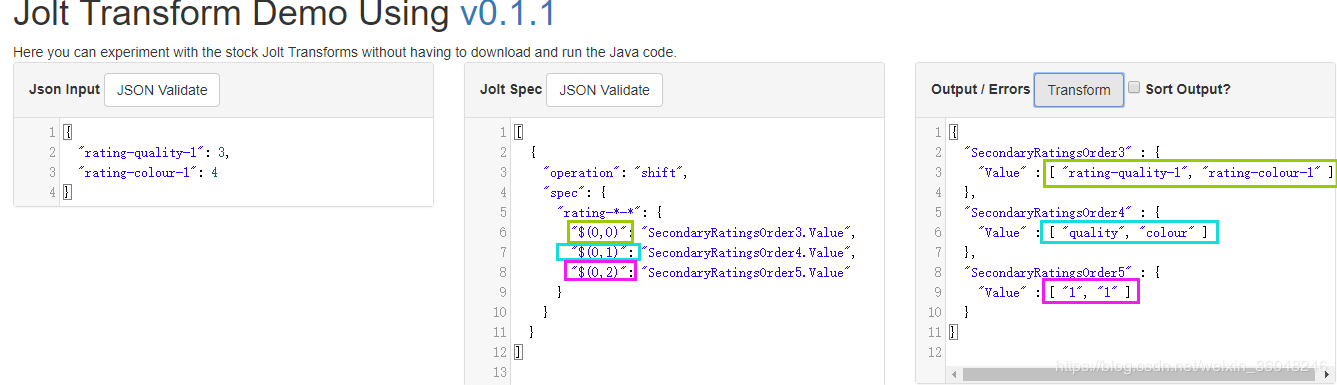 Jolt Transform Demo Using v0.1.1
Here you can experiment with the stock Jolt Transforms without having to download and run the Java code.
Json Input JSON Validate
1 {
2 "rating-quality-1": 3,
3 "rating-colour-1": 4
4 }
Jolt Spec JSON Validate
1 [
2 {
3 "operation": "shift",
4 "spec": {
5 "rating-*-*": {
6 "$(0,0)": "SecondaryRatingsOrder3.Value",
7 "$(0,1)": "SecondaryRatingsOrder4.Value",
8 "$(0,2)": "SecondaryRatingsOrder5.Value"
9 }
10 }
11 }
12 ]
13
Output / Errors Transform Sort Output?
1 {
2 "SecondaryRatingsOrder3" : {
3 "Value" : [ "rating-quality-1", "rating-colour-1" ]
4 },
5 "SecondaryRatingsOrder4" : {
6 "Value" : [ "quality", "colour" ]
7 },
8 "SecondaryRatingsOrder5" : {
9 "Value" : [ "1", "1" ]
10 }
11 }
12
https://blog.csdn.net/weixin_36048246